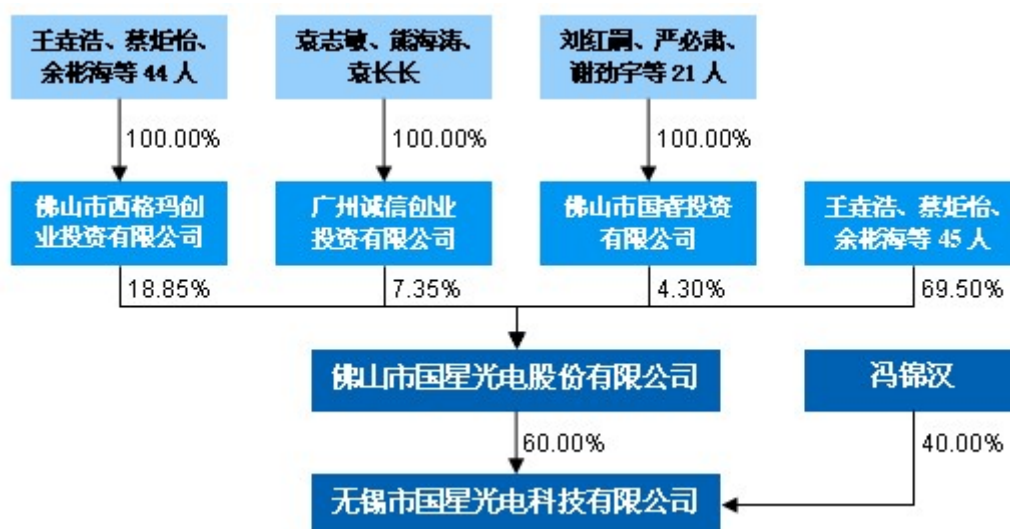 王垚浩、蔡炬怡、
余彬海等 44 人
袁志敏、熊海涛、
袁长长
刘红嗣、严必肃、
谢劲宇等 21 人
100.00%
100.00%
100.00%
佛山市西格玛创
业投资有限公司
广州诚信创业
投资有限公司
佛山市国睿投资
有限公司
王垚浩、蔡炬怡、
余彬海等 45 人
18.85%
7.35%
4.30%
69.50%
佛山市国星光电股份有限公司
冯锦汉
60.00%
40.00%
无锡市国星光电科技有限公司